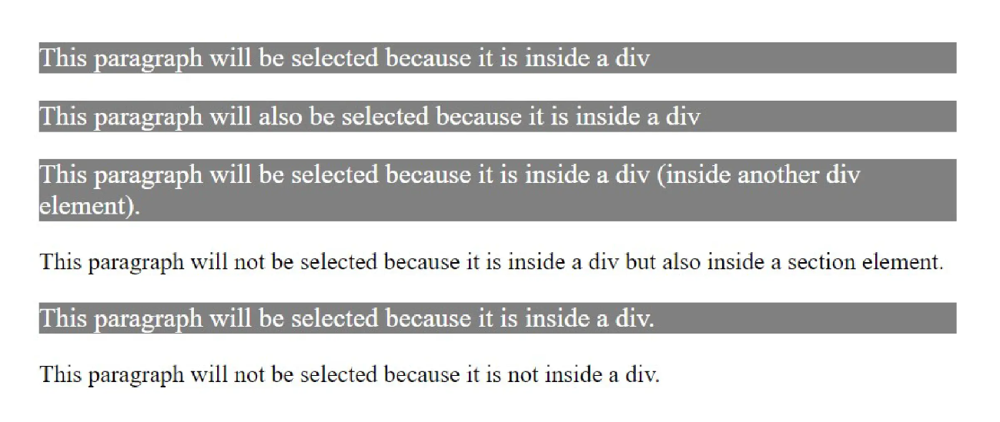 This paragraph will be selected because it is inside a div
This paragraph will also be selected because it is inside a div
This paragraph will be selected because it is inside a div (inside another div
element).
This paragraph will not be selected because it is inside a div but also inside a section element.
This paragraph will be selected because it is inside a div.
This paragraph will not be selected because it is not inside a div.